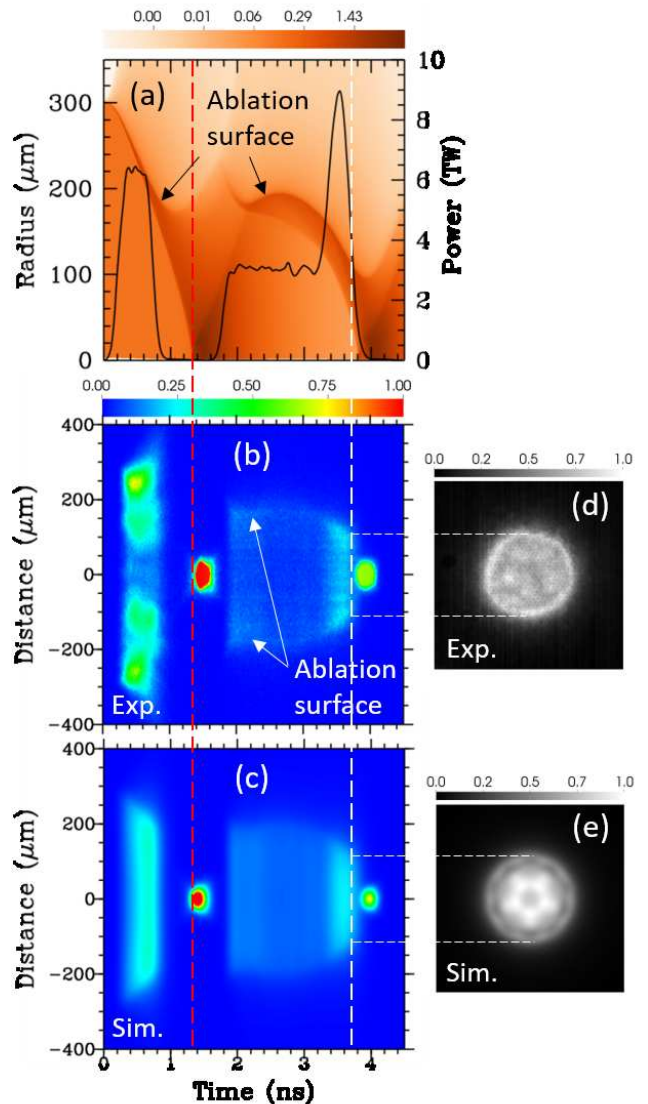 0.00 0.01 0.06 0.29 1.43
(a)
Ablation
surface
300
200
100
0
Radius (μm)
10
8
6
4
2
0
Power (TW)
0.00 0.25 0.50 0.75 1.00
(b)
400
200
0
-200
-400
Distance (μm)
Ablation
surface
Exp.
0.0 0.2 0.5 0.7 1.0
(d)
Exp.
(c)
400
200
0
-200
-400
Distance (μm)
Sim.
0.0 0.2 0.5 0.7 1.0
(e)
Sim.
0 1 2 3 4
Time (ns)